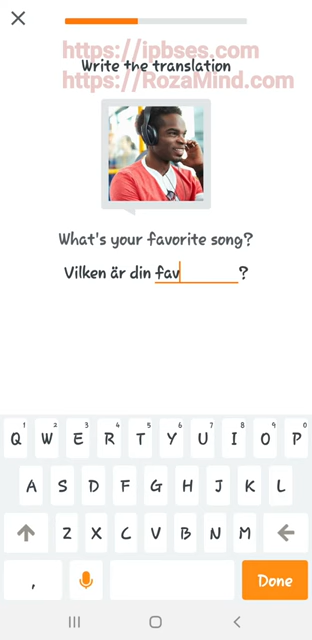 https://ipbses.com
Write the translation
https://RozaMind.com
What's your favorite song?
Vilken är din fav ?
1 2 3 4 5 6 7 8 9 0
Q W E R T Y U I O P
A S D F G H J K L
Z X C V B N M
, Done